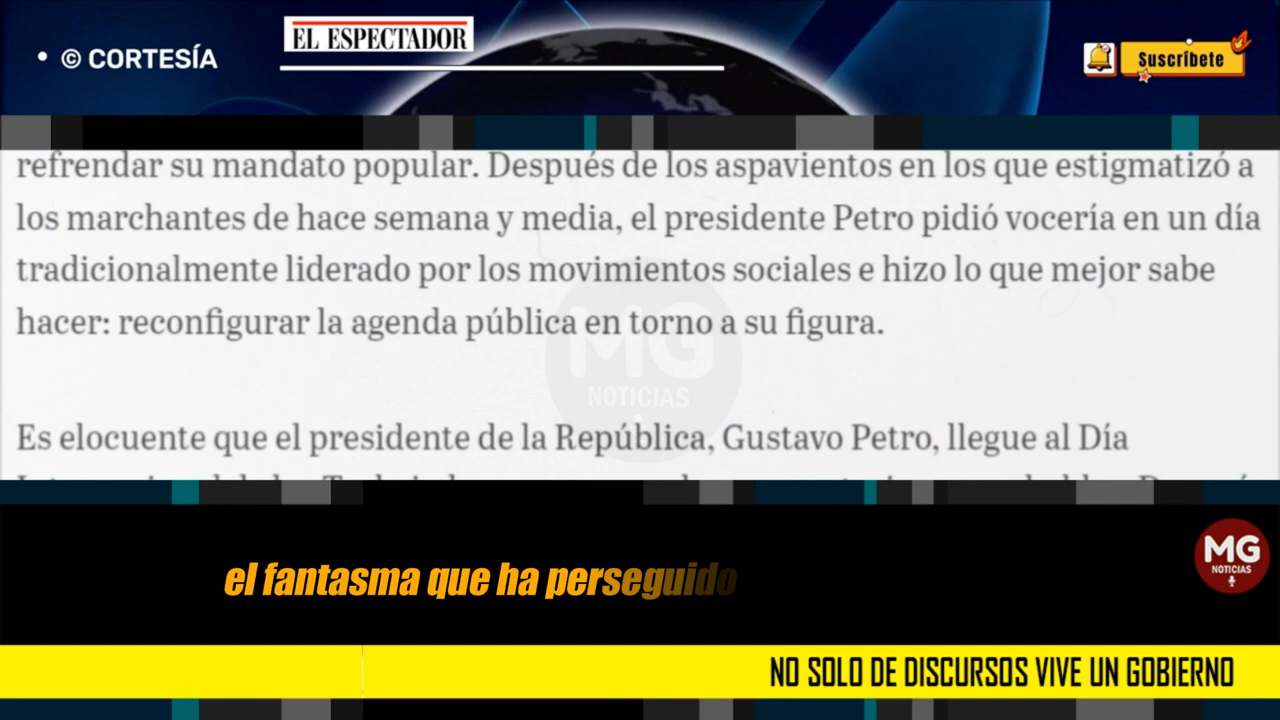 • © CORTESÍA
EL ESPECTADOR
Suscríbete
refrendar su mandato popular. Después de los aspavientos en los que estigmatizó a
los marchantes de hace semana y media, el presidente Petro pidió vocería en un día
tradicionalmente liderado por los movimientos sociales e hizo lo que mejor sabe
hacer: reconfigurar la agenda pública en torno a su figura.
MG
NOTICIAS
Es elocuente que el presidente de la República, Gustavo Petro, llegue al Día
el fantasma que ha perseguido
MG
NOTICIAS
NO SOLO DE DISCURSOS VIVE UN GOBIERNO